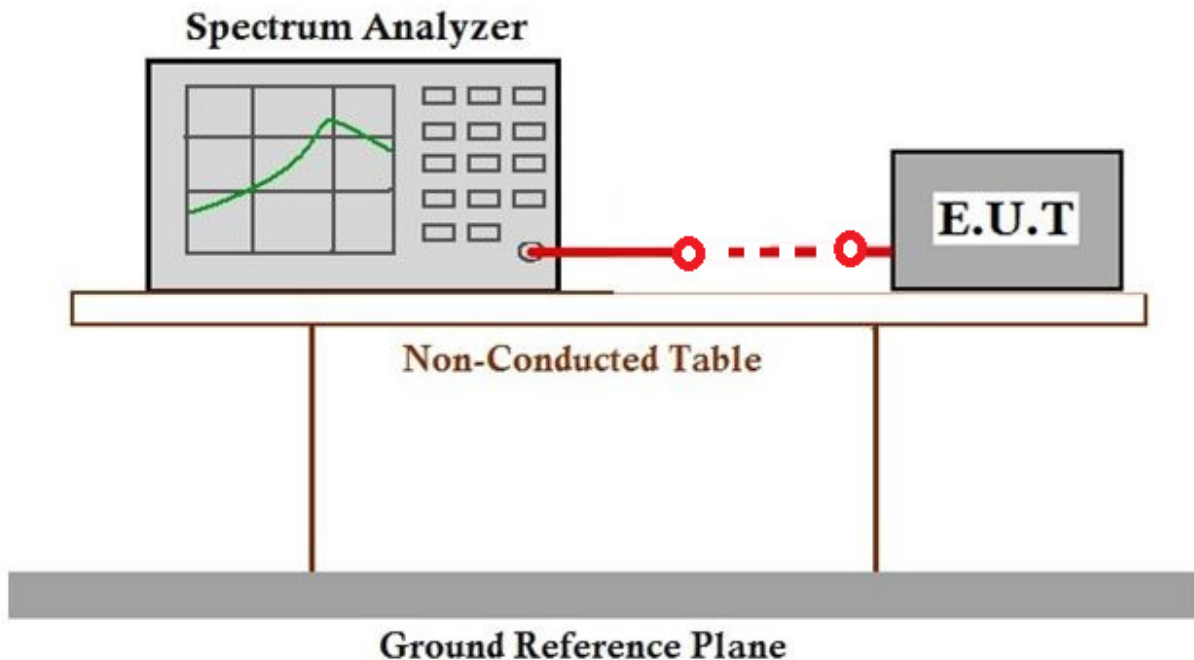 Spectrum Analyzer
E.U.T
Non-Conducted Table
Ground Reference Plane